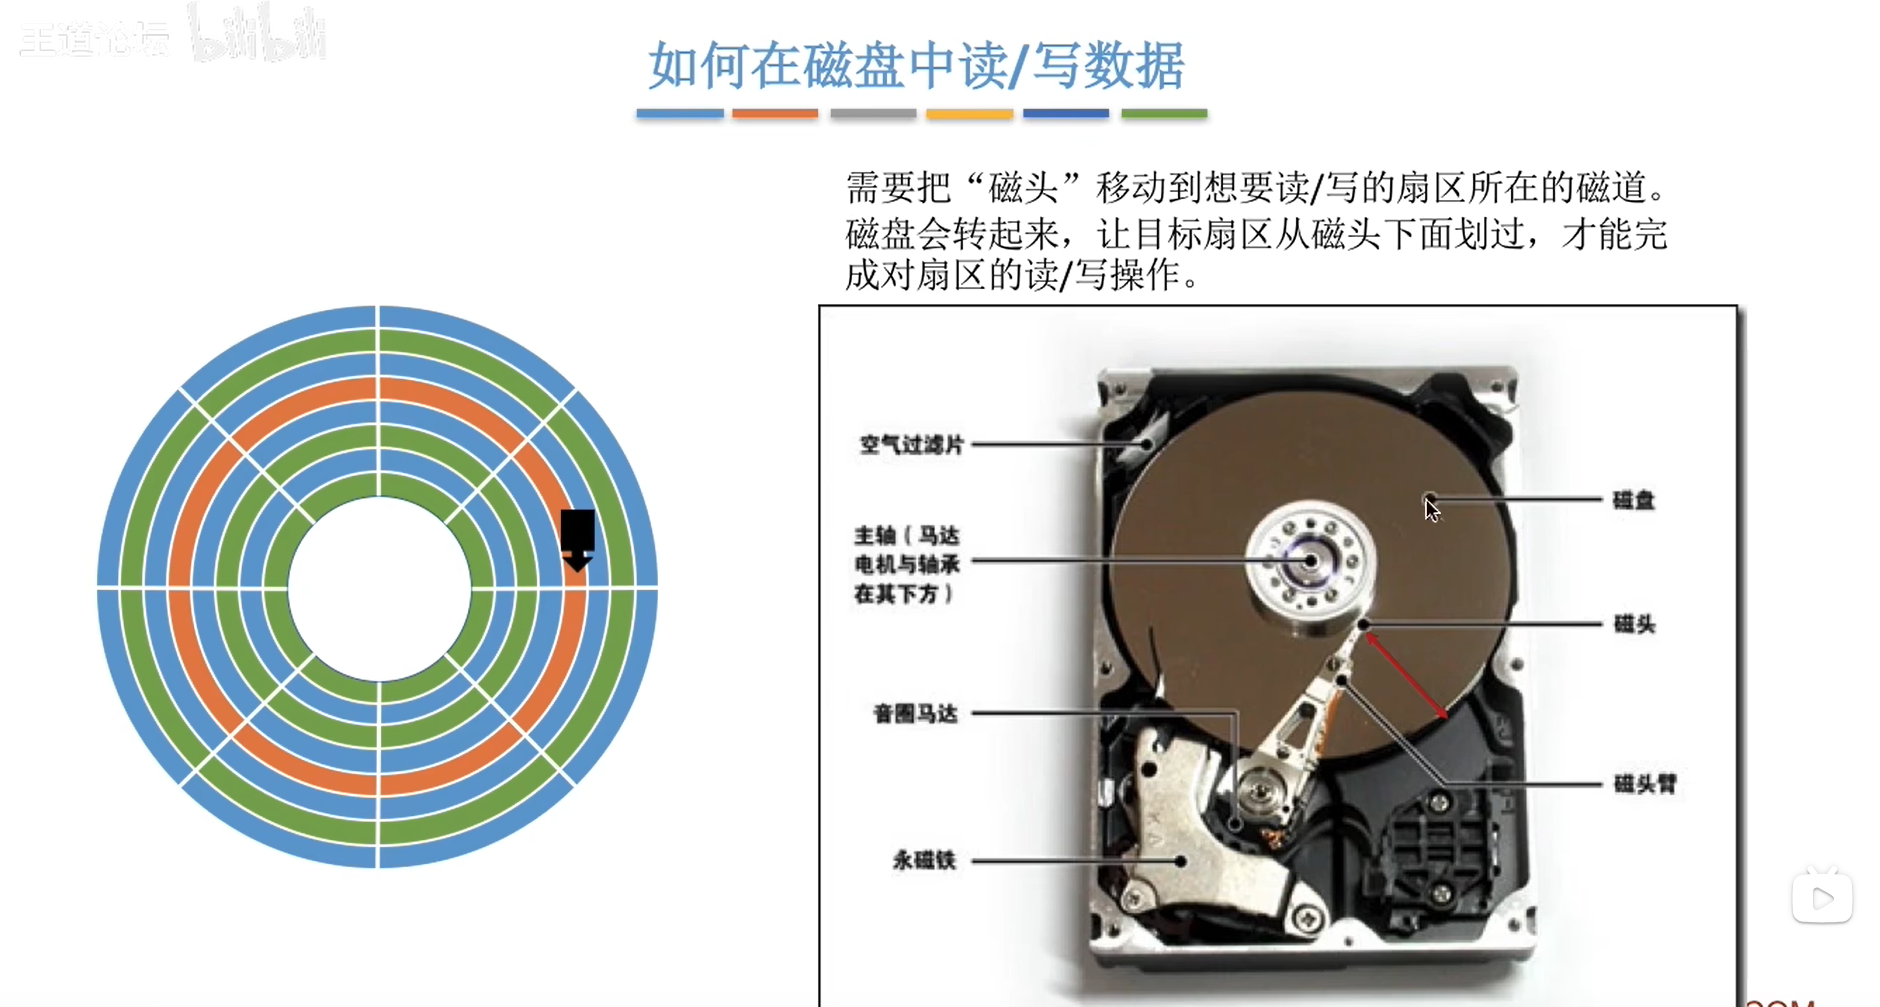 王道论坛 bilibili
如何在磁盘中读/写数据
需要把“磁头”移动到想要读/写的扇区所在的磁道。
磁盘会转起来，让目标扇区从磁头下面划过，才能完
成对扇区的读/写操作。
空气过滤片
磁盘
主轴（马达
电机与轴承
在其下方）
磁头
音圈马达
磁头臂
永磁铁